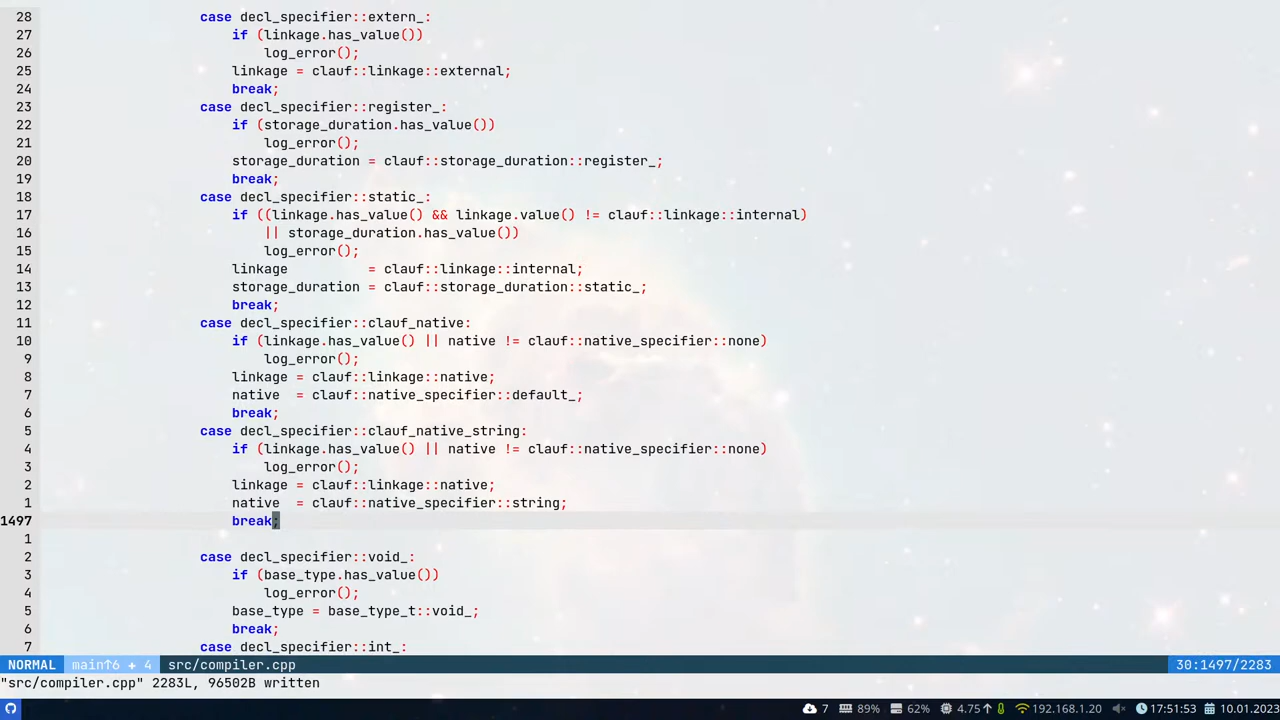 28                     case decl_specifier::extern_:
27                         if (linkage.has_value())
26                             log_error();
25                         linkage = clauf::linkage::external;
24                         break;
23                     case decl_specifier::register_:
22                         if (storage_duration.has_value())
21                             log_error();
20                         storage_duration = clauf::storage_duration::register_;
19                         break;
18                     case decl_specifier::static_:
17                         if ((linkage.has_value() && linkage.value() != clauf::linkage::internal)
16                             || storage_duration.has_value())
15                             log_error();
14                         linkage          = clauf::linkage::internal;
13                         storage_duration = clauf::storage_duration::static_;
12                         break;
11                     case decl_specifier::clauf_native:
10                         if (linkage.has_value() || native != clauf::native_specifier::none)
9                             log_error();
8                         linkage = clauf::linkage::native;
7                         native  = clauf::native_specifier::default_;
6                         break;
5                     case decl_specifier::clauf_native_string:
4                         if (linkage.has_value() || native != clauf::native_specifier::none)
3                             log_error();
2                         linkage = clauf::linkage::native;
1                         native  = clauf::native_specifier::string;
1497                         break;
1
2                     case decl_specifier::void_:
3                         if (base_type.has_value())
4                             log_error();
5                         base_type = base_type_t::void_;
6                         break;
7                     case decl_specifier::int_:
NORMAL main↑6 + 4 src/compiler.cpp 30:1497/2283
"src/compiler.cpp" 2283L, 96502B written
7 89% 62% 4.75↑ 192.168.1.20 17:51:53 10.01.2023